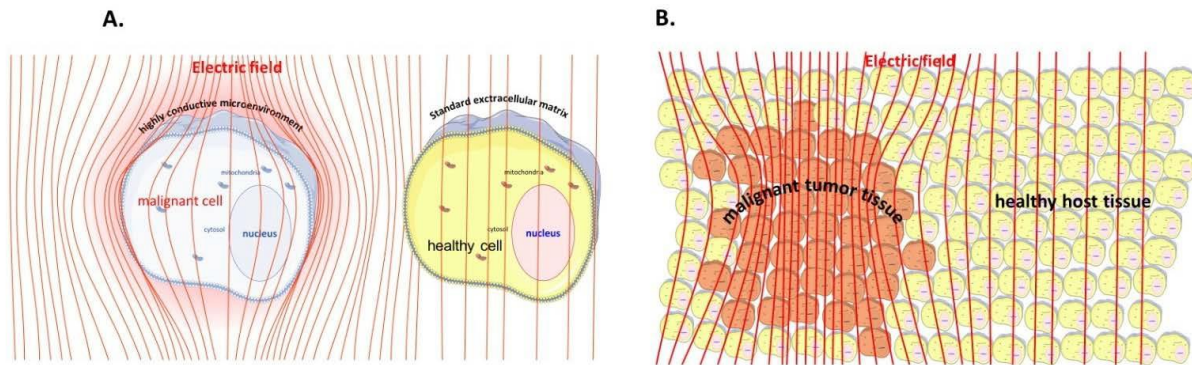 A.
Electric field
highly conductive microenvironment
mitochondria
malignant cell
cytosol
nucleus
Standard exctracellular matrix
mitochondria
cytosol
healthy cell
nucleus
B.
Electric field
malignant tumor tissue
healthy host tissue